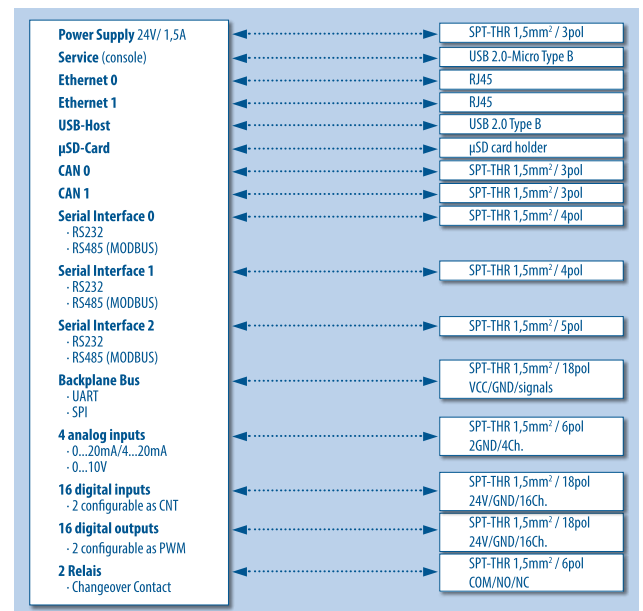 Power Supply 24V/ 1,5A SPT-THR 1,5mm² / 3pol
Service (console) USB 2.0-Micro Type B
Ethernet 0 RJ45
Ethernet 1 RJ45
USB-Host USB 2.0 Type B
µSD-Card µSD card holder
CAN 0 SPT-THR 1,5mm² / 3pol
CAN 1 SPT-THR 1,5mm² / 3pol
Serial Interface 0 SPT-THR 1,5mm² / 4pol
· RS232
· RS485 (MODBUS)
Serial Interface 1 SPT-THR 1,5mm² / 4pol
· RS232
· RS485 (MODBUS)
Serial Interface 2 SPT-THR 1,5mm² / 5pol
· RS232
· RS485 (MODBUS)
Backplane Bus SPT-THR 1,5mm² / 18pol
· UART VCC/GND/signals
· SPI
4 analog inputs SPT-THR 1,5mm² / 6pol
· 0...20mA/4...20mA 2GND/4Ch.
· 0...10V
16 digital inputs SPT-THR 1,5mm² / 18pol
· 2 configurable as CNT 24V/GND/16Ch.
16 digital outputs SPT-THR 1,5mm² / 18pol
· 2 configurable as PWM 24V/GND/16Ch.
2 Relais SPT-THR 1,5mm² / 6pol
· Changeover Contact COM/NO/NC